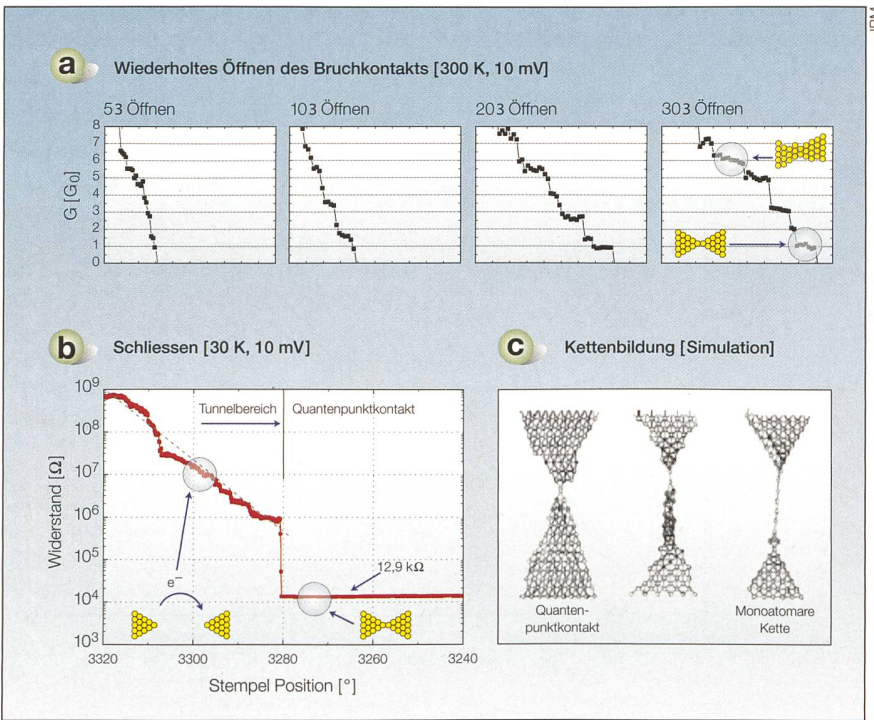 IBM
a Wiederholtes Öffnen des Bruchkontakts [300 K, 10 mV]
53 Öffnen
103 Öffnen
203 Öffnen
303 Öffnen
8
7
6
5
4
3
2
1
0
G [G₀]
b Schliessen [30 K, 10 mV]
10⁹
10⁸
10⁷
10⁶
10⁵
10⁴
10³
Widerstand [Ω]
Tunnelbereich
Quantenpunktkontakt
12,9 kΩ
e⁻
3320
3300
3280
3260
3240
Stempel Position [°]
c Kettenbildung [Simulation]
Quanten-
punktkontakt
Monoatomare
Kette